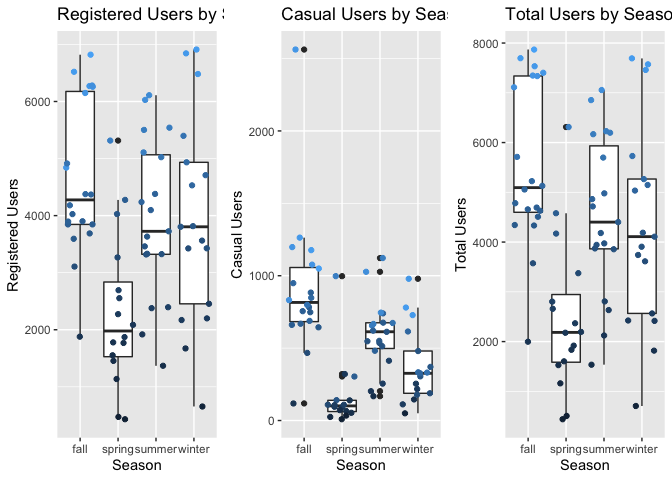 Registered Users by S
Registered Users
6000
4000
2000
fall spring summer winter
Season
Casual Users by Seas
Casual Users
2000
1000
0
fall spring summer winter
Season
Total Users by Seaso
Total Users
8000
6000
4000
2000
fall spring summer winter
Season